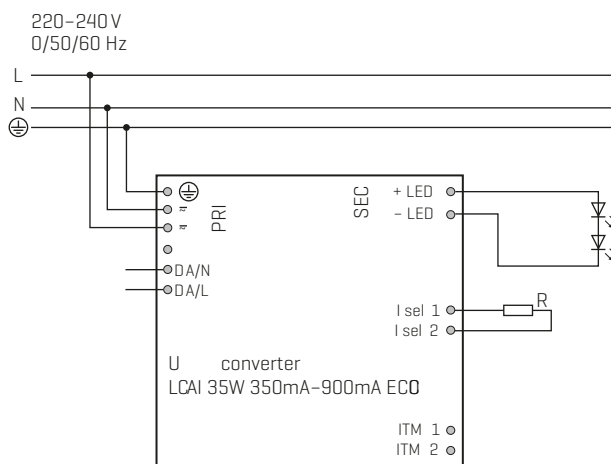 220–240 V
0/50/60 Hz
L
N
PRI
SEC
+ LED
– LED
DA/N
DA/L
I sel 1
I sel 2
R
U converter
LCAI 35W 350mA–900mA ECO
ITM 1
ITM 2